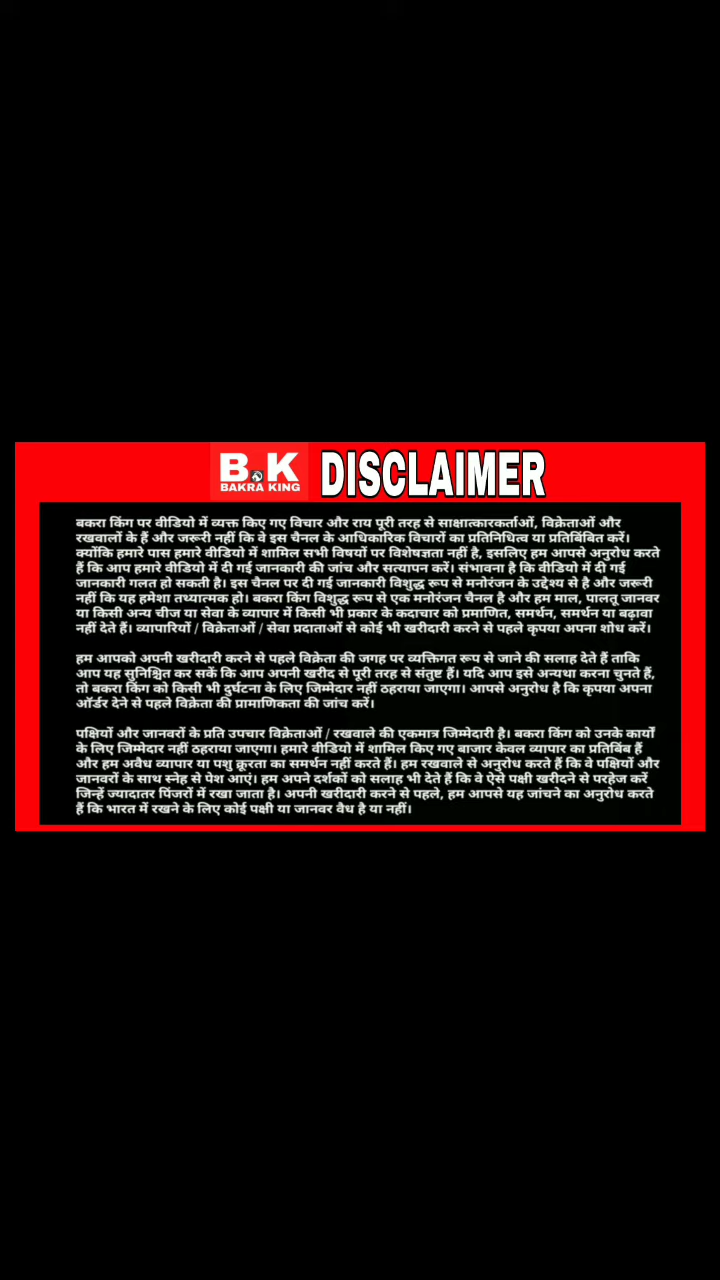 B K DISCLAIMER
BAKRA KING
बकरा किंग पर वीडियो में व्यक्त किए गए विचार और राय पूरी तरह से साक्षात्कारकर्ताओं, विक्रेताओं और
रखवालों के हैं और जरूरी नहीं कि वे इस चैनल के आधिकारिक विचारों का प्रतिनिधित्व या प्रतिबिंबित करें।
क्योंकि हमारे पास हमारे वीडियो में शामिल सभी विषयों पर विशेषज्ञता नहीं है, इसलिए हम आपसे अनुरोध करते
हैं कि आप हमारे वीडियो में दी गई जानकारी की जांच और सत्यापन करें। संभावना है कि वीडियो में दी गई
जानकारी गलत हो सकती है। इस चैनल पर दी गई जानकारी विशुद्ध रूप से मनोरंजन के उद्देश्य से है और जरूरी
नहीं कि यह हमेशा तथ्यात्मक हो। बकरा किंग विशुद्ध रूप से एक मनोरंजन चैनल है और हम माल, पालतू जानवर
या किसी अन्य चीज या सेवा के व्यापार में किसी भी प्रकार के कदाचार को प्रमाणित, समर्थन, समर्थन या बढ़ावा
नहीं देते हैं। व्यापारियों / विक्रेताओं / सेवा प्रदाताओं से कोई भी खरीदारी करने से पहले कृपया अपना शोध करें।
हम आपको अपनी खरीदारी करने से पहले विक्रेता की जगह पर व्यक्तिगत रूप से जाने की सलाह देते हैं ताकि
आप यह सुनिश्चित कर सकें कि आप अपनी खरीद से पूरी तरह से संतुष्ट हैं। यदि आप इसे अन्यथा करना चुनते हैं,
तो बकरा किंग को किसी भी दुर्घटना के लिए जिम्मेदार नहीं ठहराया जाएगा। आपसे अनुरोध है कि कृपया अपना
ऑर्डर देने से पहले विक्रेता की प्रामाणिकता की जांच करें।
पक्षियों और जानवरों के प्रति उपचार विक्रेताओं / रखवाले की एकमात्र जिम्मेदारी है। बकरा किंग को उनके कार्यों
के लिए जिम्मेदार नहीं ठहराया जाएगा। हमारे वीडियो में शामिल किए गए बाजार केवल व्यापार का प्रतिबिंब हैं
और हम अवैध व्यापार या पशु क्रूरता का समर्थन नहीं करते हैं। हम रखवाले से अनुरोध करते हैं कि वे पक्षियों और
जानवरों के साथ स्नेह से पेश आएं। हम अपने दर्शकों को सलाह भी देते हैं कि वे ऐसे पक्षी खरीदने से परहेज करें
जिन्हें ज्यादातर पिंजरों में रखा जाता है। अपनी खरीदारी करने से पहले, हम आपसे यह जांचने का अनुरोध करते
हैं कि भारत में रखने के लिए कोई पक्षी या जानवर वैध है या नहीं।